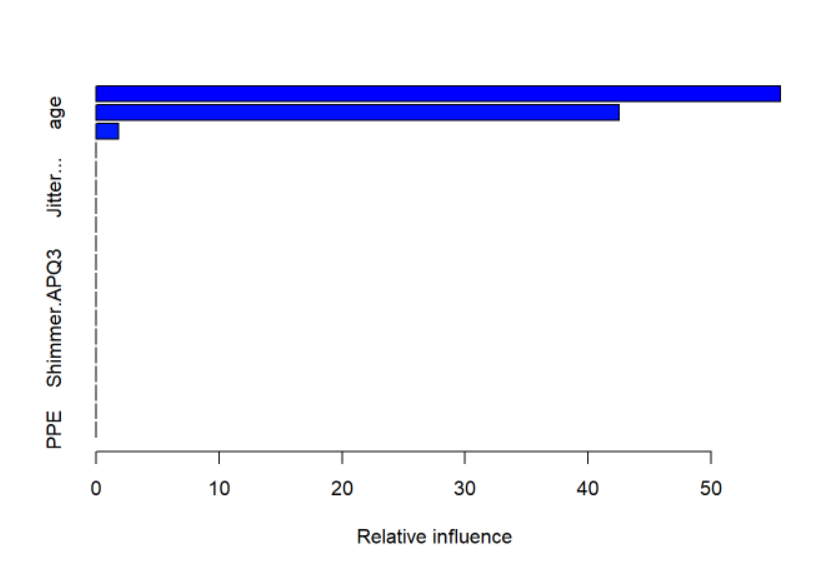 age
Jitter...
Shimmer.APQ3
PPE
0 10 20 30 40 50
Relative influence